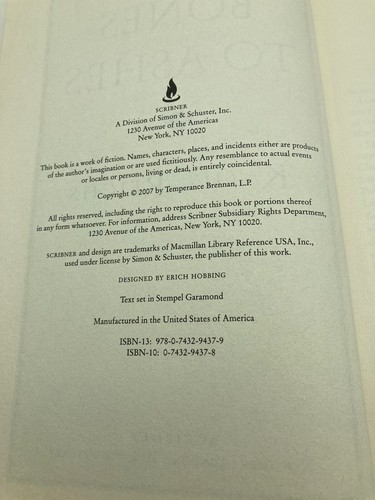 BONES
TO ASHES
SCRIBNER
A Division of Simon & Schuster, Inc.
1230 Avenue of the Americas
New York, NY 10020
This book is a work of fiction. Names, characters, places, and incidents either are products
of the author's imagination or are used fictitiously. Any resemblance to actual events
or locales or persons, living or dead, is entirely coincidental.
Copyright © 2007 by Temperance Brennan, L.P.
All rights reserved, including the right to reproduce this book or portions thereof
in any form whatsoever. For information, address Scribner Subsidiary Rights Department,
1230 Avenue of the Americas, New York, NY 10020.
SCRIBNER and design are trademarks of Macmillan Library Reference USA, Inc.,
used under license by Simon & Schuster, the publisher of this work.
DESIGNED BY ERICH HOBBING
Text set in Stempel Garamond
Manufactured in the United States of America
ISBN-13: 978-0-7432-9437-9
ISBN-10: 0-7432-9437-8